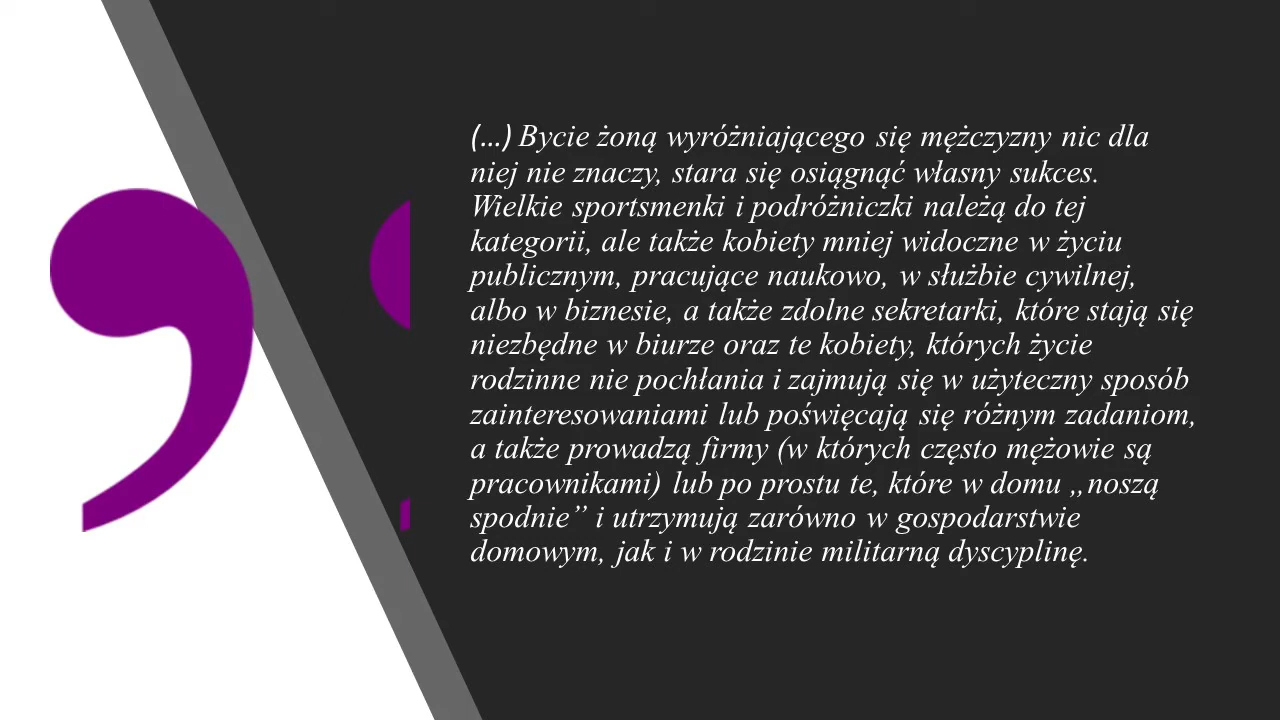 (...) Bycie żoną wyróżniającego się mężczyzny nic dla
niej nie znaczy, stara się osiągnąć własny sukces.
Wielkie sportsmenki i podróżniczki należą do tej
kategorii, ale także kobiety mniej widoczne w życiu
publicznym, pracujące naukowo, w służbie cywilnej,
albo w biznesie, a także zdolne sekretarki, które stają się
niezbędne w biurze oraz te kobiety, których życie
rodzinne nie pochłania i zajmują się w użyteczny sposób
zainteresowaniami lub poświęcają się różnym zadaniom,
a także prowadzą firmy (w których często mężowie są
pracownikami) lub po prostu te, które w domu „noszą
spodnie” i utrzymują zarówno w gospodarstwie
domowym, jak i w rodzinie militarną dyscyplinę.